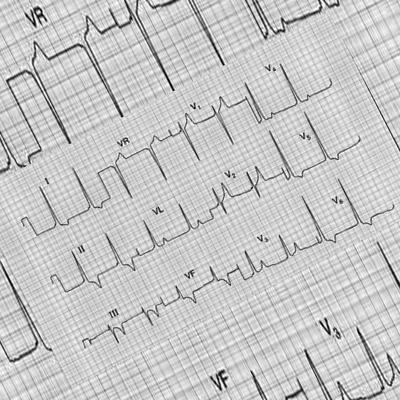 VR
I VR V₁ V₄
II VL V₂ V₅
III VF V₃ V₆
VF V₃